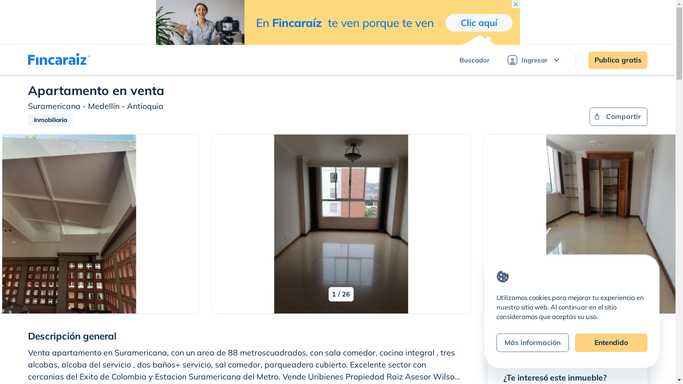 En Fincaraíz te ven porque te ven
Clic aquí
Fincaraiz
Buscador
Ingresar
Publica gratis
Apartamento en venta
Suramericana - Medellín - Antioquia
Inmobiliaria
Compartir
1 / 26
Utilizamos cookies para mejorar tu experiencia en
nuestro sitio web. Al continuar en el sitio
consideramos que aceptas su uso.
Más información
Entendido
Descripción general
Venta apartamento en Suramericana, con un area de 88 metroscuadrados, con sala comedor, cocina integral , tres
alcobas, alcoba del servicio , dos baños+ servicio, sal comedor, parqueadero cubierto. Excelente sector con
cercanias del Exito de Colombia y Estacion Suramericana del Metro. Vende Uribienes Propiedad Raiz Asesor Wilso...
¿Te interesó este inmueble?